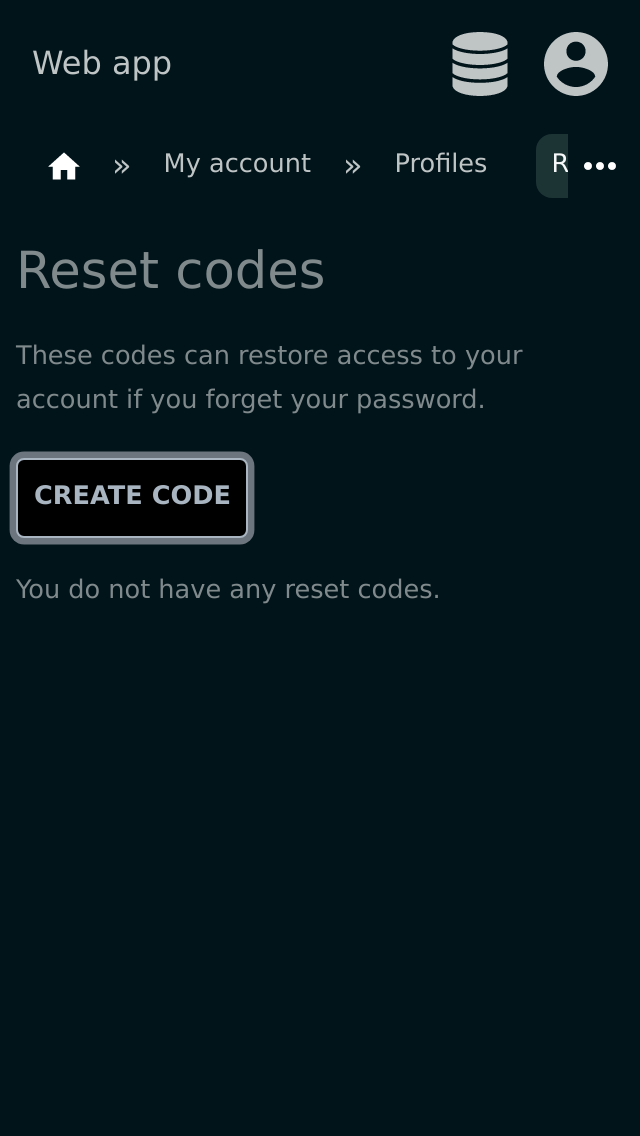 Web app
» My account » Profiles R
Reset codes
These codes can restore access to your
account if you forget your password.
CREATE CODE
You do not have any reset codes.